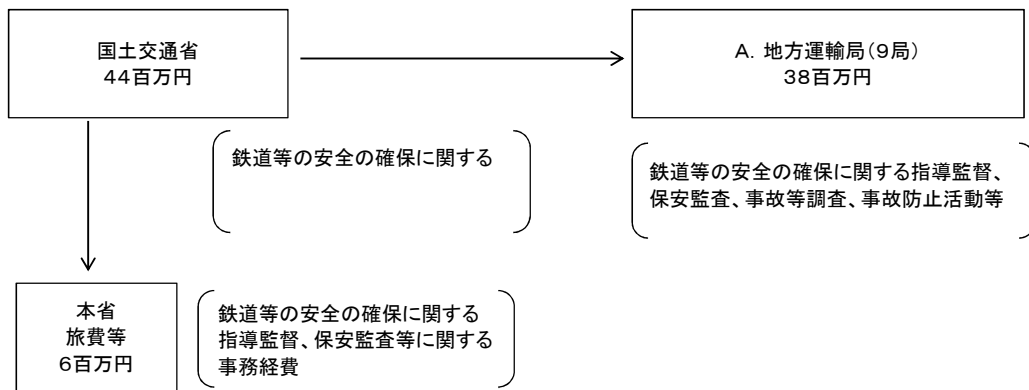 国土交通省
44百万円
A. 地方運輸局(9局)
38百万円
鉄道等の安全の確保に関する
鉄道等の安全の確保に関する指導監督、
保安監査、事故等調査、事故防止活動等
本省
旅費等
6百万円
鉄道等の安全の確保に関する
指導監督、保安監査等に関する
事務経費